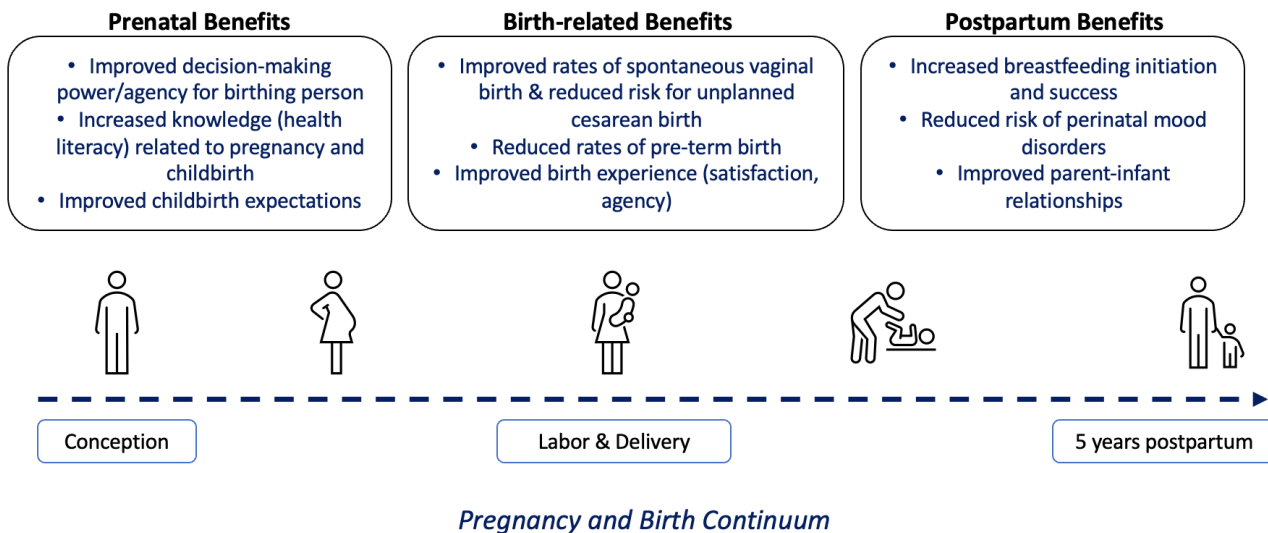 Prenatal Benefits
• Improved decision-making
power/agency for birthing person
• Increased knowledge (health
literacy) related to pregnancy and
childbirth
• Improved childbirth expectations
Birth-related Benefits
• Improved rates of spontaneous vaginal
birth & reduced risk for unplanned
cesarean birth
• Reduced rates of pre-term birth
• Improved birth experience (satisfaction,
agency)
Postpartum Benefits
• Increased breastfeeding initiation
and success
• Reduced risk of perinatal mood
disorders
• Improved parent-infant
relationships
Conception
Labor & Delivery
5 years postpartum
Pregnancy and Birth Continuum